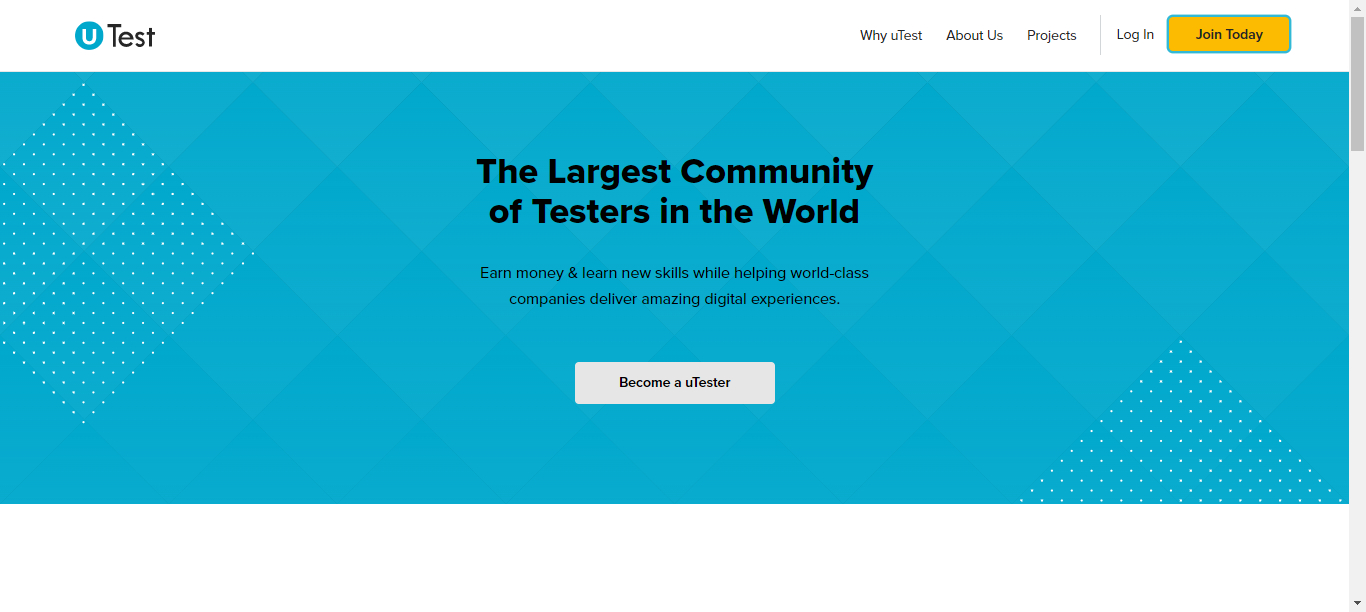 uTest
Why uTest
About Us
Projects
Log In
Join Today
The Largest Community
of Testers in the World
Earn money & learn new skills while helping world-class
companies deliver amazing digital experiences.
Become a uTester